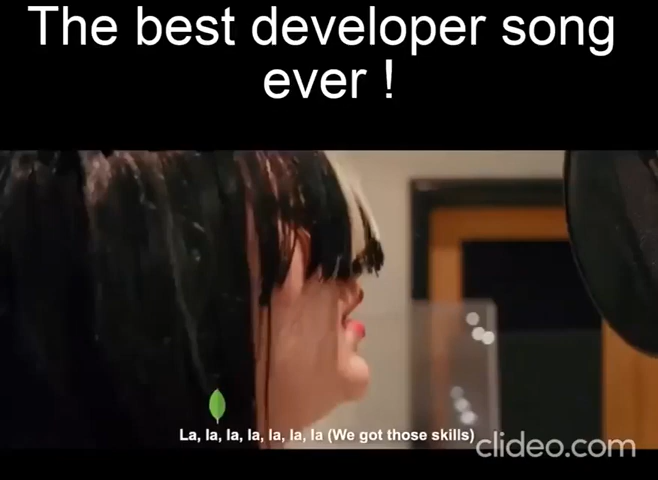 The best developer song
ever !
La, la, la, la, la, la, la (We got those skills)
clideo.com